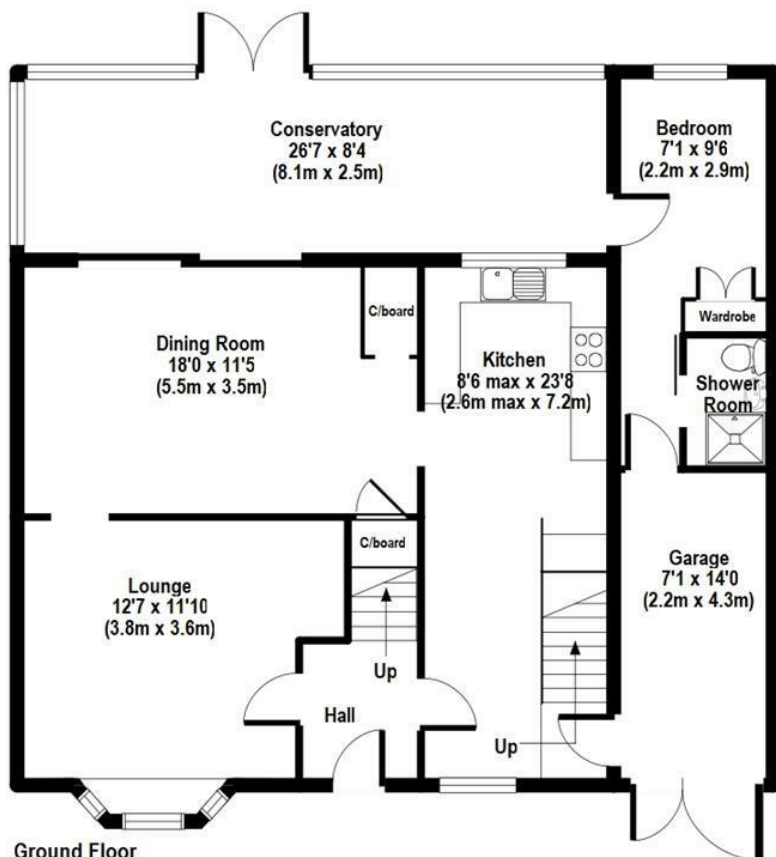 Conservatory
26'7 x 8'4
(8.1m x 2.5m)
Bedroom
7'1 x 9'6
(2.2m x 2.9m)
C/board
Wardrobe
Dining Room
18'0 x 11'5
(5.5m x 3.5m)
Kitchen
8'6 max x 23'8
(2.6m max x 7.2m)
Shower
Room
C/board
Lounge
12'7 x 11'10
(3.8m x 3.6m)
Garage
7'1 x 14'0
(2.2m x 4.3m)
Up
Hall
Up
Ground Floor